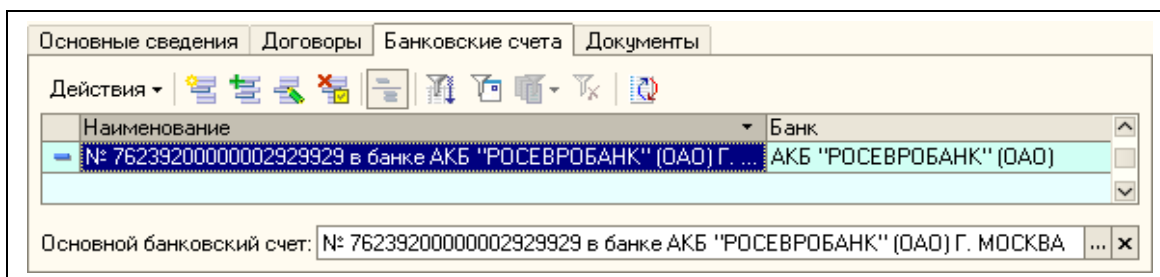 Основные сведения Договоры Банковские счета Документы
Действия
Наименование Банк
№ 76239200000002929929 в банке АКБ "РОСЕВРОБАНК" (ОАО) Г. ... АКБ "РОСЕВРОБАНК" (ОАО)
Основной банковский счет: № 76239200000002929929 в банке АКБ "РОСЕВРОБАНК" (ОАО) Г. МОСКВА ... x